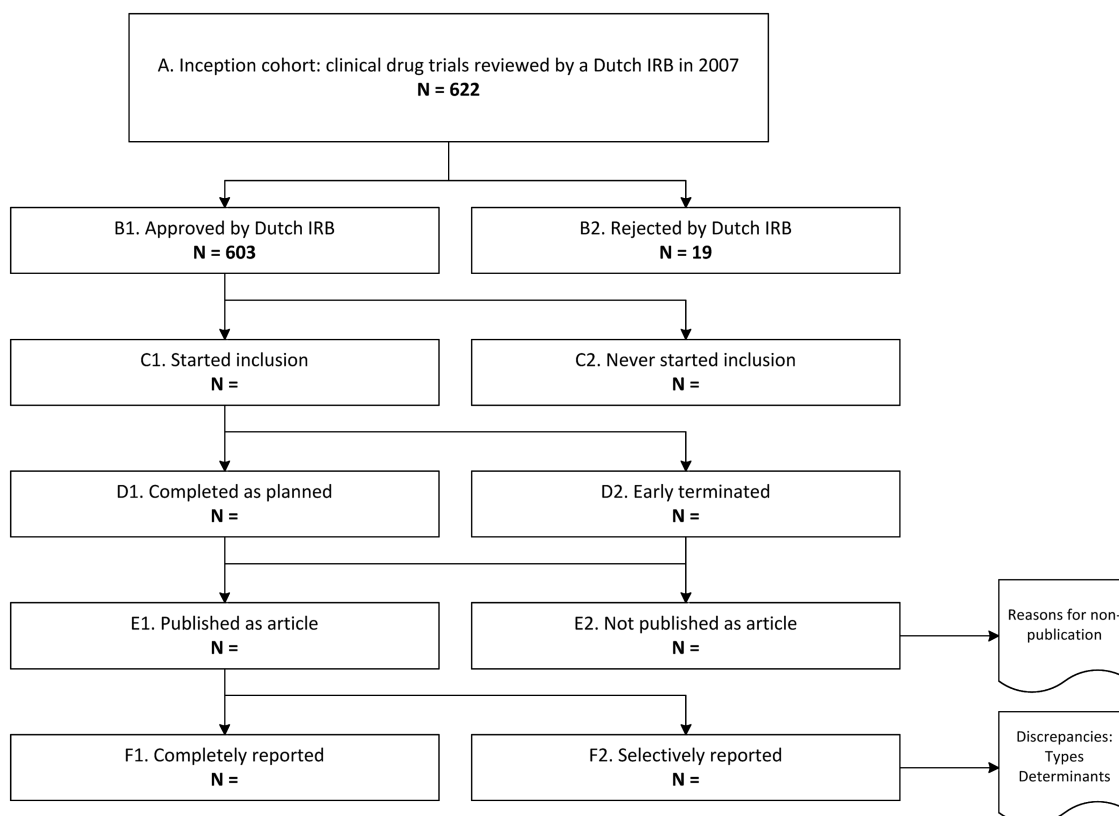 A. Inception cohort: clinical drug trials reviewed by a Dutch IRB in 2007
N = 622
B1. Approved by Dutch IRB
N = 603
B2. Rejected by Dutch IRB
N = 19
C1. Started inclusion
N =
C2. Never started inclusion
N =
D1. Completed as planned
N =
D2. Early terminated
N =
E1. Published as article
N =
E2. Not published as article
N =
Reasons for non-
publication
F1. Completely reported
N =
F2. Selectively reported
N =
Discrepancies:
Types
Determinants